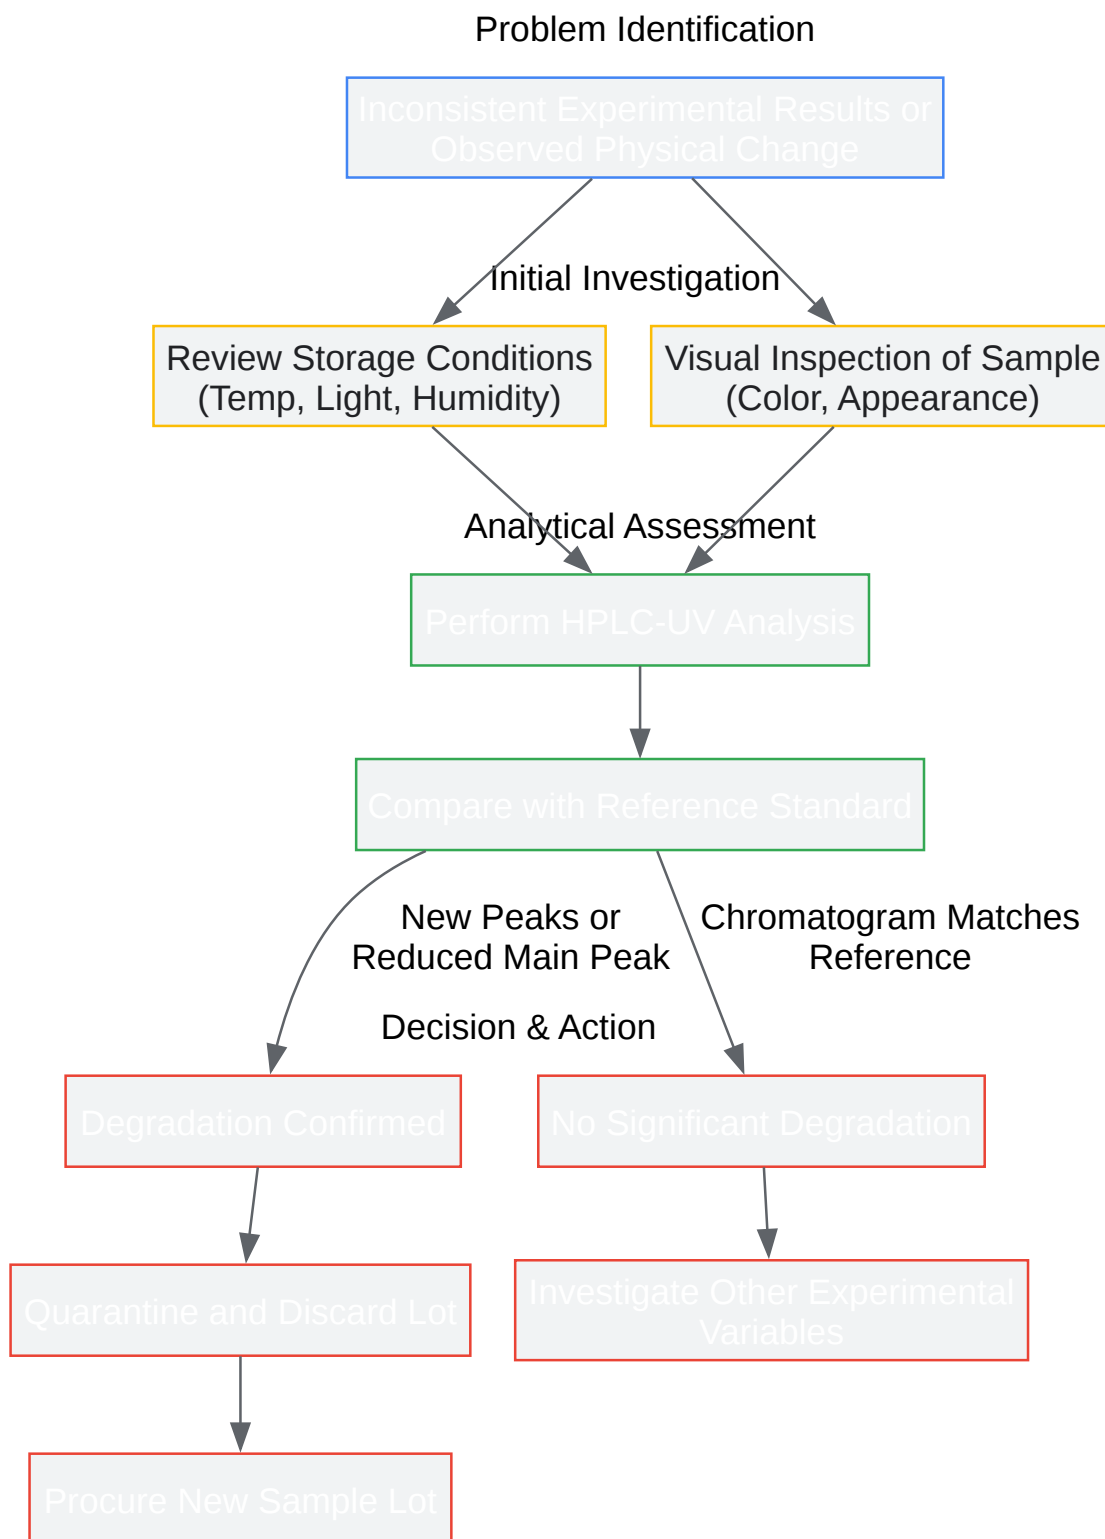 Problem Identification
Inconsistent Experimental Results or
Observed Physical Change
Initial Investigation
Review Storage Conditions
(Temp, Light, Humidity)
Visual Inspection of Sample
(Color, Appearance)
Analytical Assessment
Perform HPLC-UV Analysis
Compare with Reference Standard
New Peaks or
Reduced Main Peak
Chromatogram Matches
Reference
Decision & Action
Degradation Confirmed
No Significant Degradation
Quarantine and Discard Lot
Investigate Other Experimental
Variables
Procure New Sample Lot